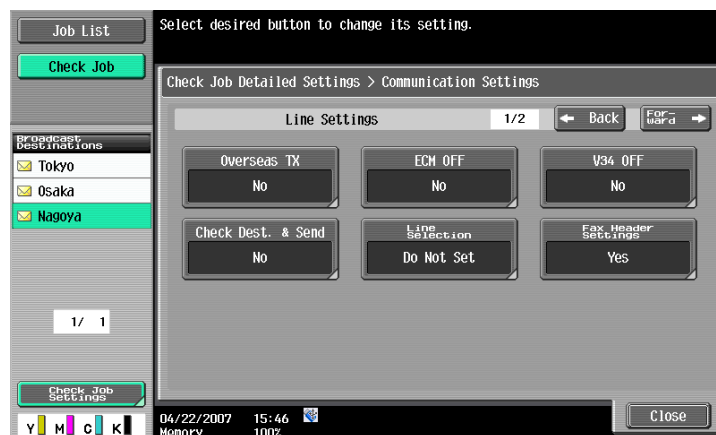 Job List
Check Job
Select desired button to change its setting.
Check Job Detailed Settings > Communication Settings
Line Settings
1/2
← Back
For-
ward →
Broadcast
Destinations
Tokyo
Osaka
Nagoya
1/ 1
Check Job
Settings
Overseas TX
No
ECM OFF
No
V34 OFF
No
Check Dest. & Send
No
Line
Selection
Do Not Set
Fax Header
Settings
Yes
Y M C K
04/22/2007 15:46
Memory 100%
Close